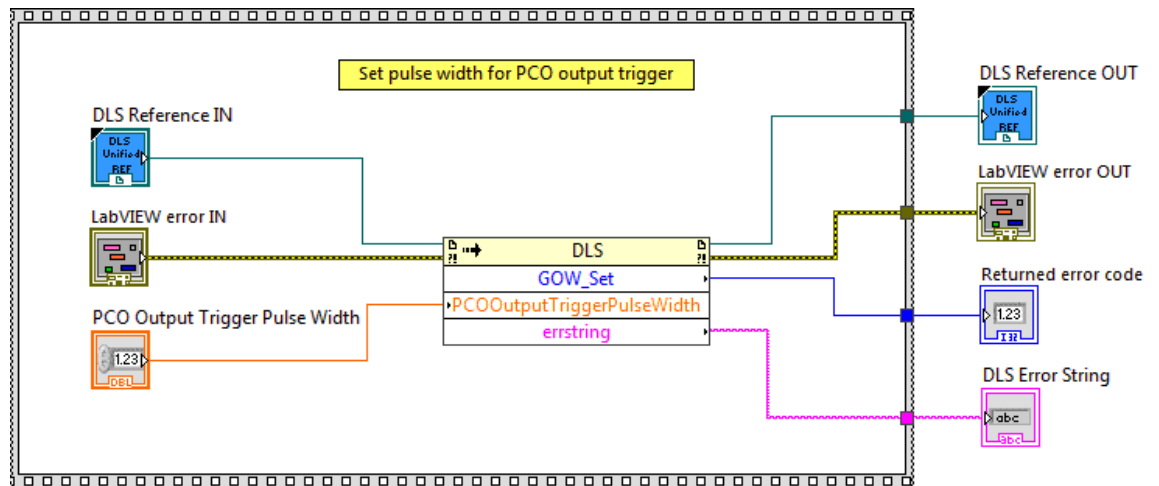 Set pulse width for PCO output trigger
DLS Reference IN
DLS
Unified
REF
LabVIEW error IN
?!
PCO Output Trigger Pulse Width
1.23
DBL
DLS
?!
?!
GOW_Set
PCOOutputTriggerPulseWidth
errstring
DLS Reference OUT
DLS
Unified
REF
LabVIEW error OUT
?!
Returned error code
1.23
I32
DLS Error String
abc
abc